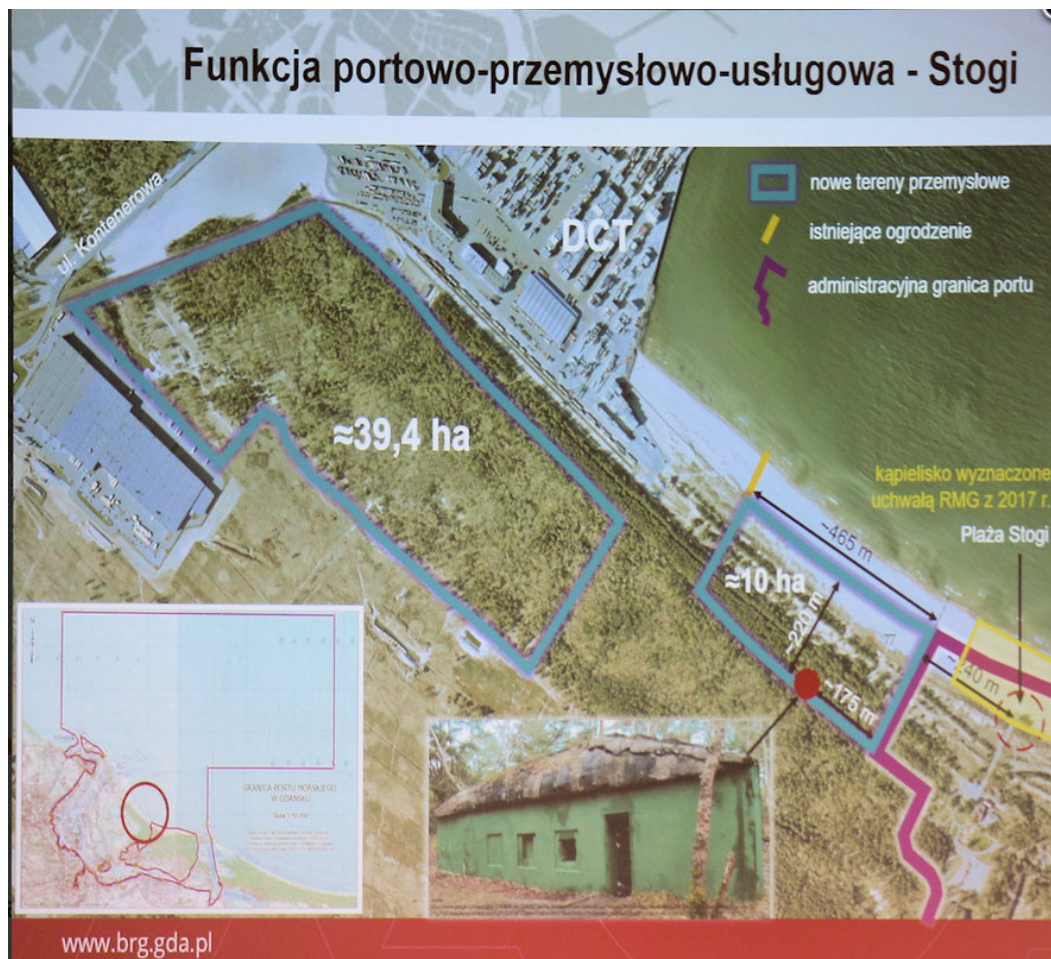 Funkcja portowo-przemysłowo-usługowa - Stogi
ul. Kontenerowa
DCT
nowe tereny przemysłowe
istniejące ogrodzenie
administracyjna granica portu
≈39,4 ha
kąpielisko wyznaczone
uchwałą RMG z 2017 r.
Plaża Stogi
~465 m
≈10 ha
~220 m
~175 m
40 m
N
GRANICA PORTU MORSKIEGO
W GDAŃSKU
www.brg.gda.pl